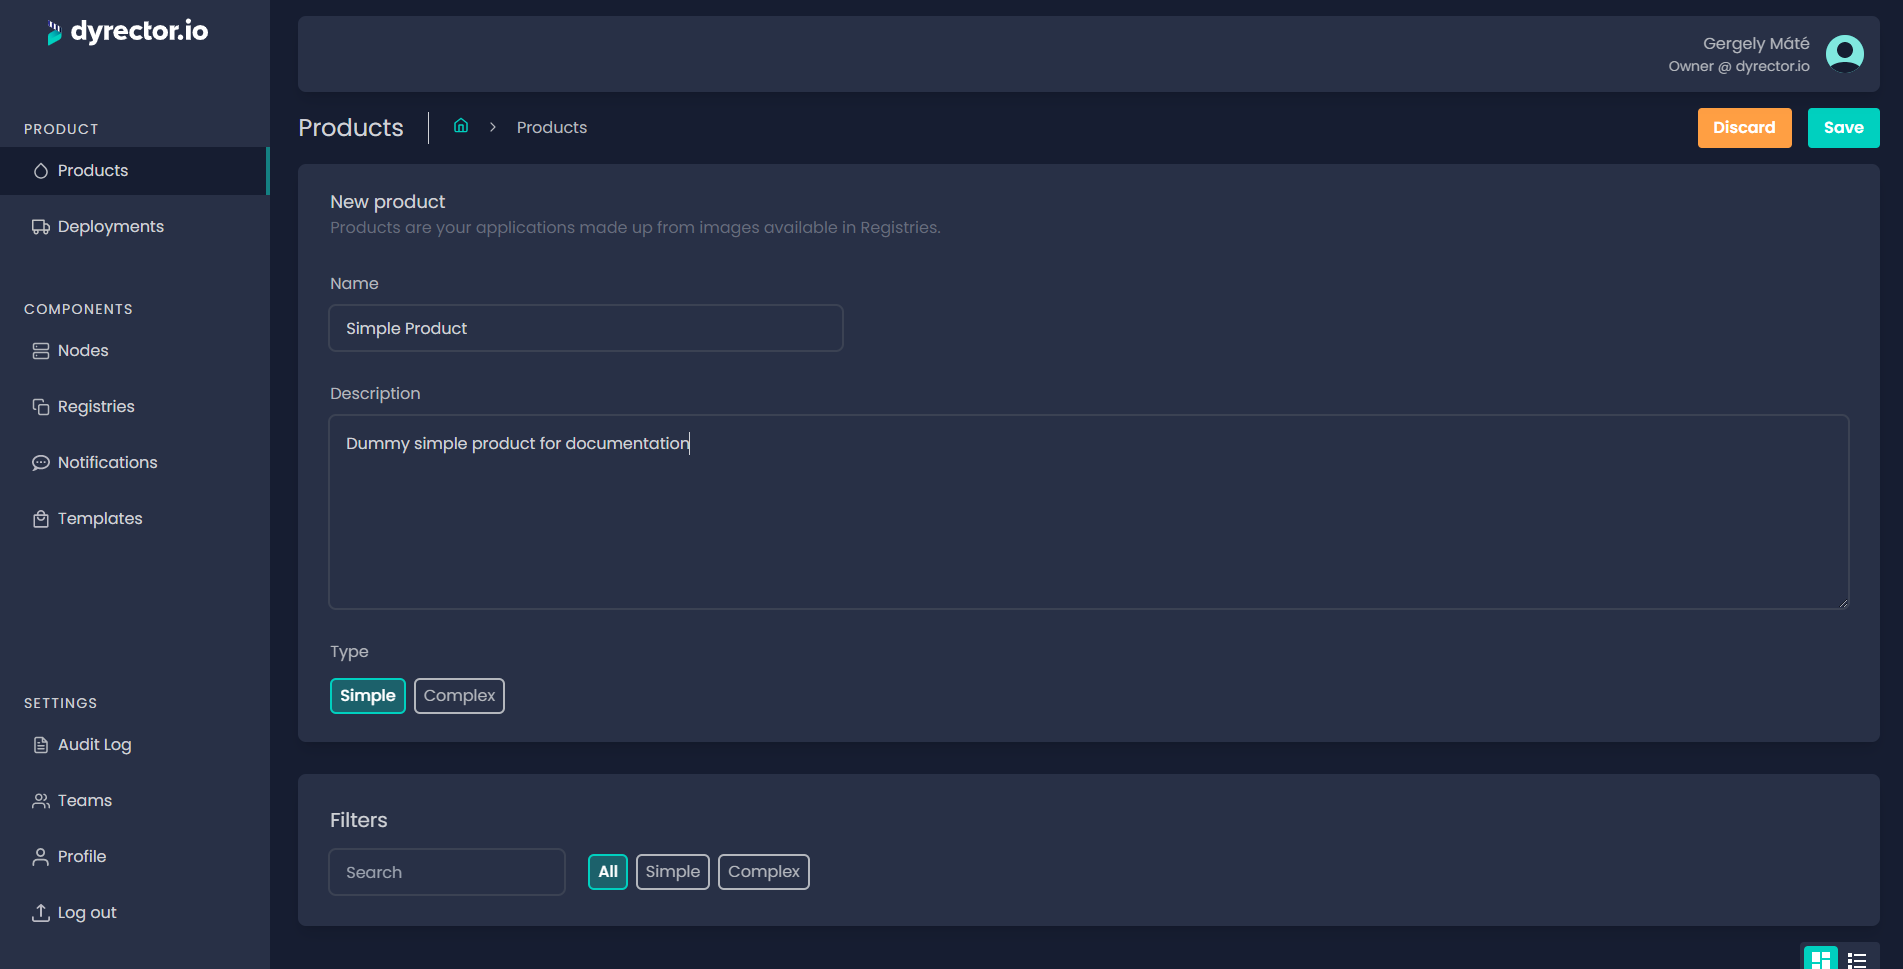 dyrector.io
PRODUCT
Products
Deployments
COMPONENTS
Nodes
Registries
Notifications
Templates
SETTINGS
Audit Log
Teams
Profile
Log out
Gergely Máté
Owner @ dyrector.io
Products
Products
Discard
Save
New product
Products are your applications made up from images available in Registries.
Name
Simple Product
Description
Dummy simple product for documentation
Type
Simple
Complex
Filters
Search
All
Simple
Complex